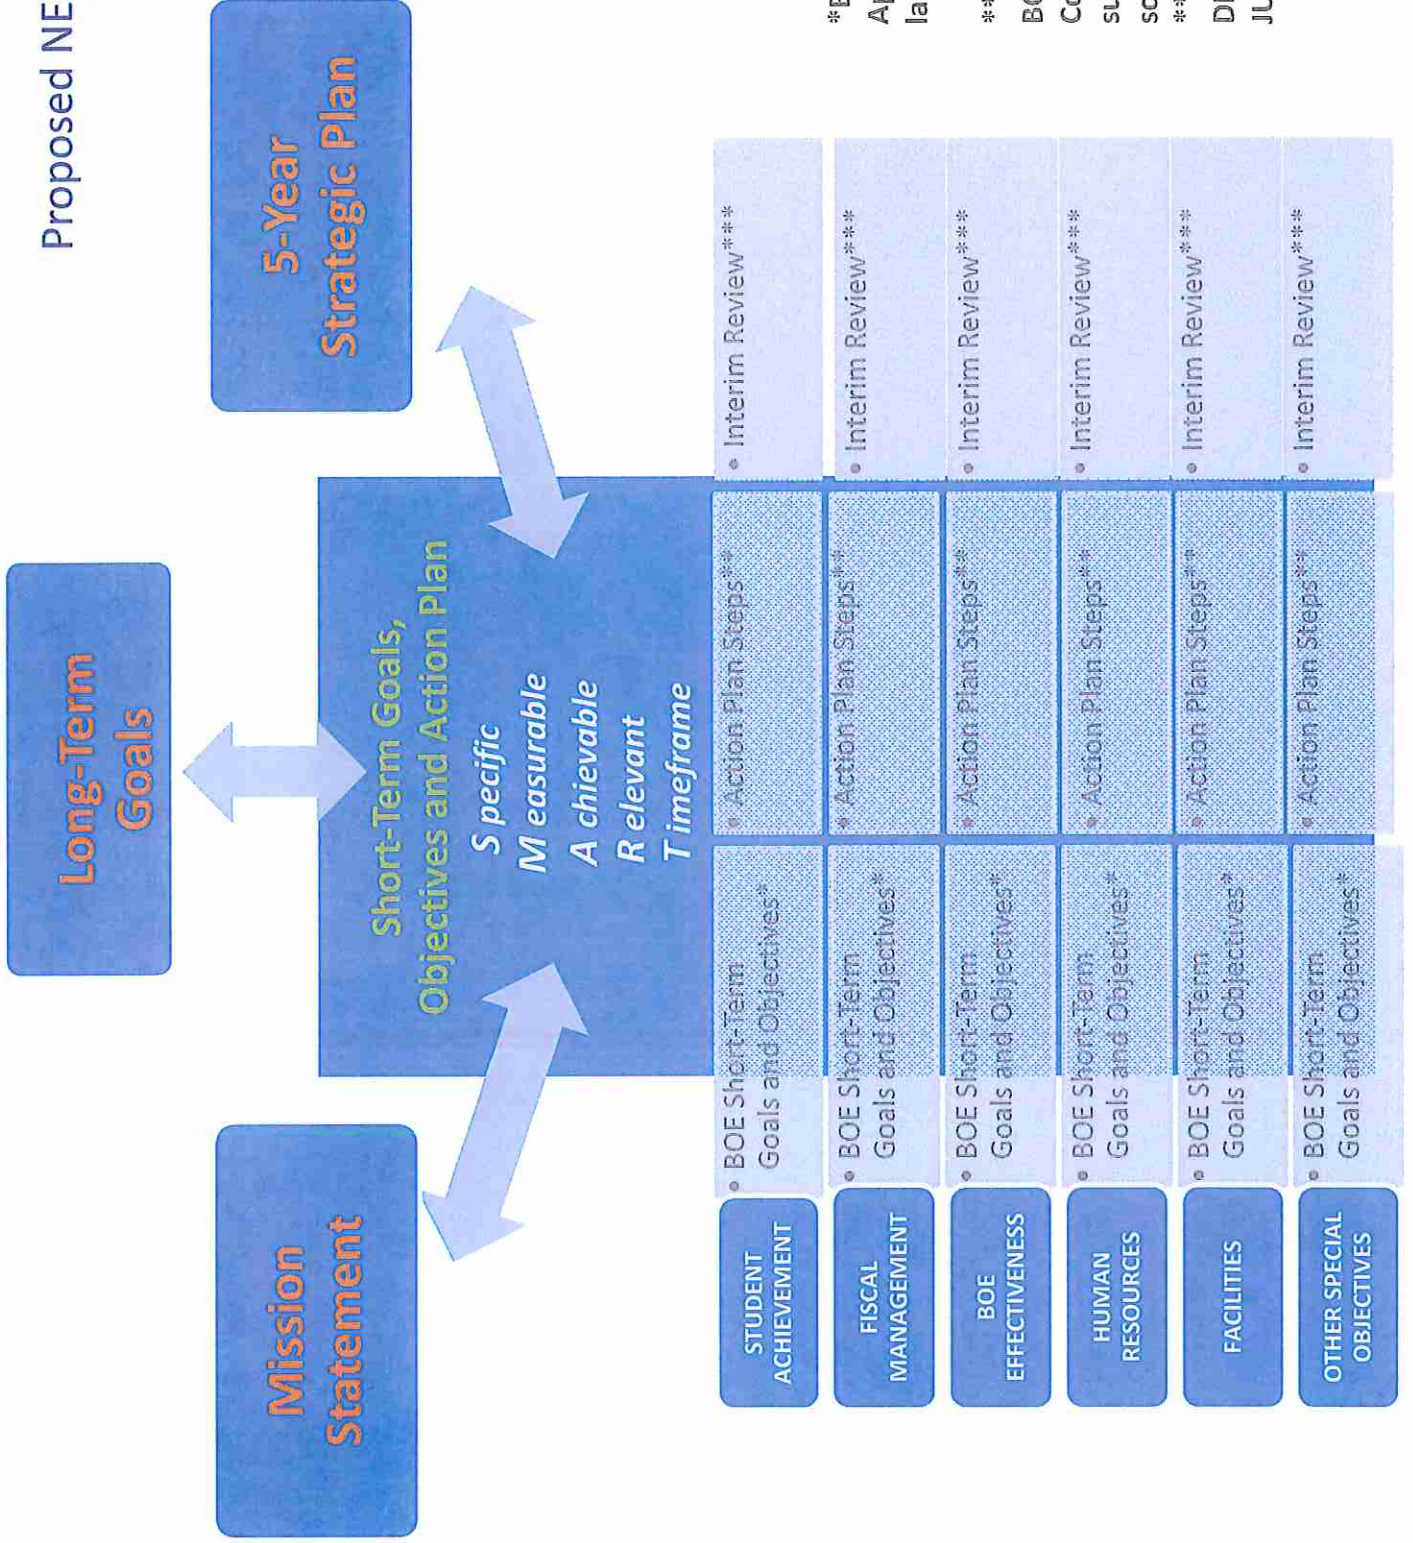 Proposed NE
Long-Term
Goals
Mission
Statement
5-Year
Strategic Plan
Short-Term Goals,
Objectives and Action Plan
S pecific
M easurable
A chievable
R elevant
T imeframe
STUDENT
ACHIEVEMENT
• BOE Short-Term
Goals and Objectives*
• Action Plan Steps**
• Interim Review***
FISCAL
MANAGEMENT
• BOE Short-Term
Goals and Objectives*
• Action Plan Steps**
• Interim Review***
BOE
EFFECTIVENESS
• BOE Short-Term
Goals and Objectives*
• Action Plan Steps**
• Interim Review***
HUMAN
RESOURCES
• BOE Short-Term
Goals and Objectives*
• Action Plan Steps**
• Interim Review***
FACILITIES
• BOE Short-Term
Goals and Objectives*
• Action Plan Steps**
• Interim Review***
OTHER SPECIAL
OBJECTIVES
• BOE Short-Term
Goals and Objectives*
• Action Plan Steps**
• Interim Review***